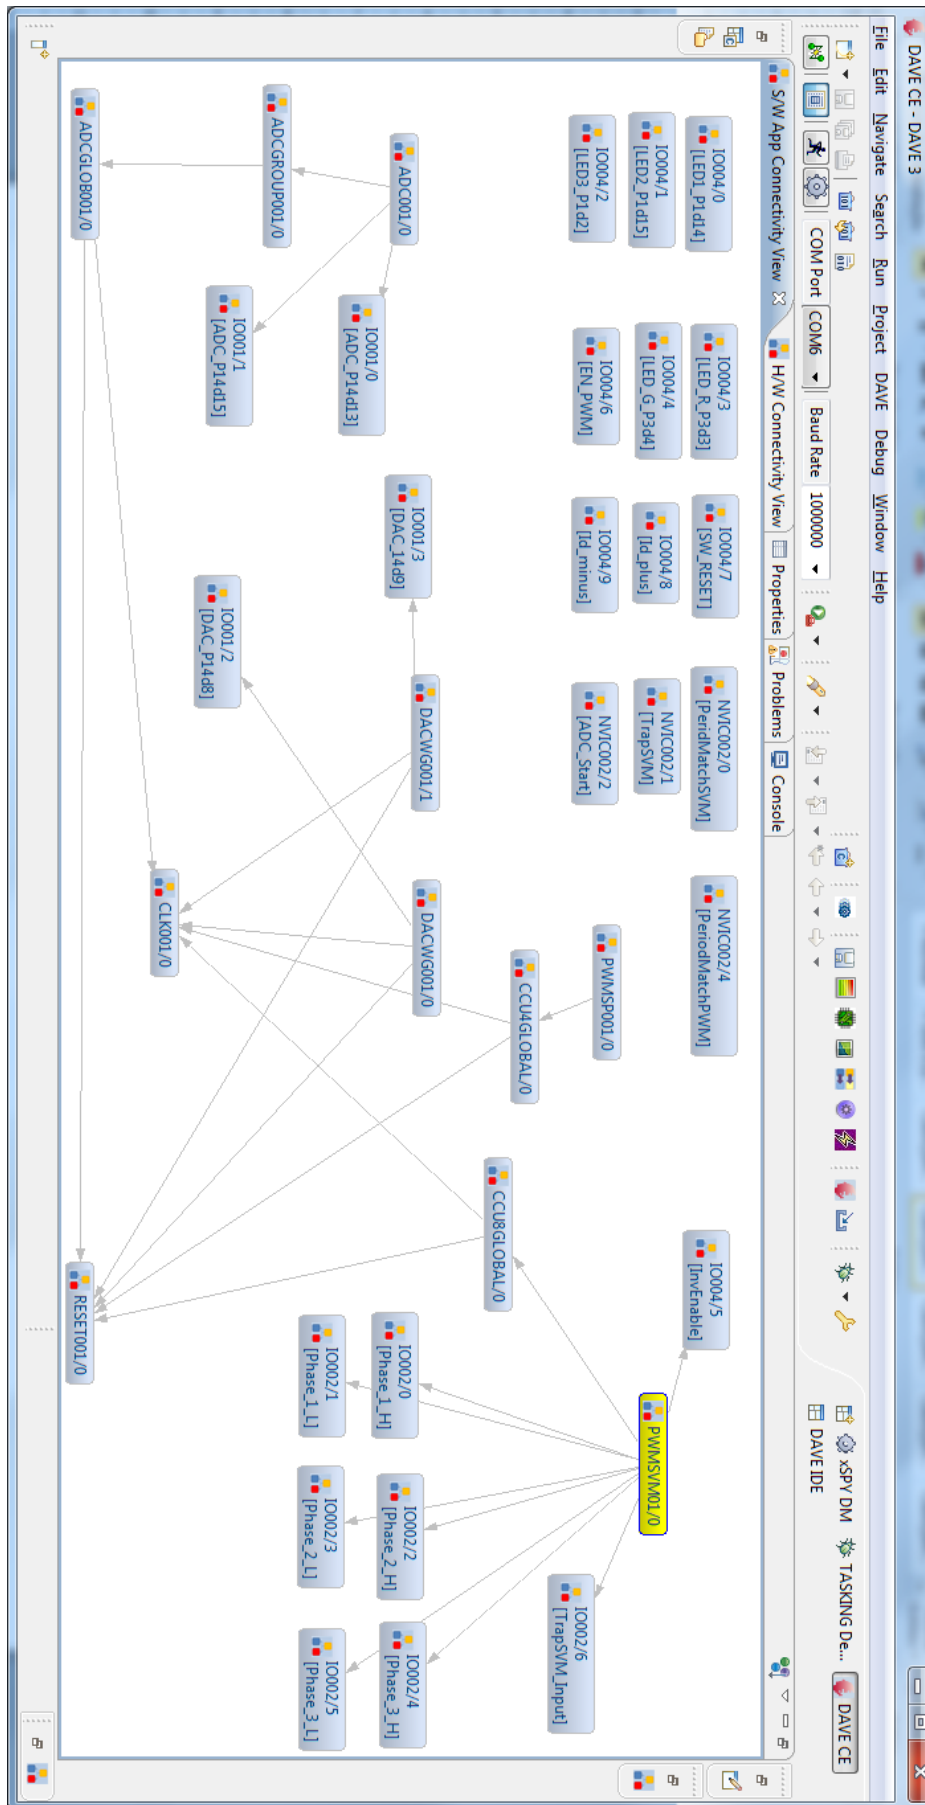 DAVE CE - DAVE 3
File Edit Navigate Search Run Project DAVE Debug Window Help
xSPY DM
TASKING De...
DAVE CE
COM Port COM6 Baud Rate 1000000
DAVE IDE
S/W App Connectivity View
H/W Connectivity View
Properties
Problems
Console
IO004/0
[LED1_P1d14]
IO004/3
[LED_R_P3d3]
IO004/7
[SW_RESET]
NVIC002/0
[PeridMatchSVM]
NVIC002/4
[PeriodMatchPWM]
IO004/5
[InvEnable]
IO004/1
[LED2_P1d15]
IO004/4
[LED_G_P3d4]
IO004/8
[Id_plus]
NVIC002/1
[TrapSVM]
PWMSVM01/0
IO004/2
[LED3_P1d2]
IO004/6
[EN_PWM]
IO004/9
[Id_minus]
NVIC002/2
[ADC_Start]
PWMSP001/0
IO002/6
[TrapSVM_Input]
CCU4GLOBAL/0
CCU8GLOBAL/0
ADC001/0
IO001/3
[DAC_14d9]
DACWG001/1
DACWG001/0
IO002/0
[Phase_1_H]
IO002/2
[Phase_2_H]
IO002/4
[Phase_3_H]
IO001/0
[ADC_P14d13]
IO002/1
[Phase_1_L]
IO002/3
[Phase_2_L]
IO002/5
[Phase_3_L]
ADCGROUP001/0
IO001/1
[ADC_P14d15]
IO001/2
[DAC_P14d8]
CLK001/0
ADCGLOB001/0
RESET001/0